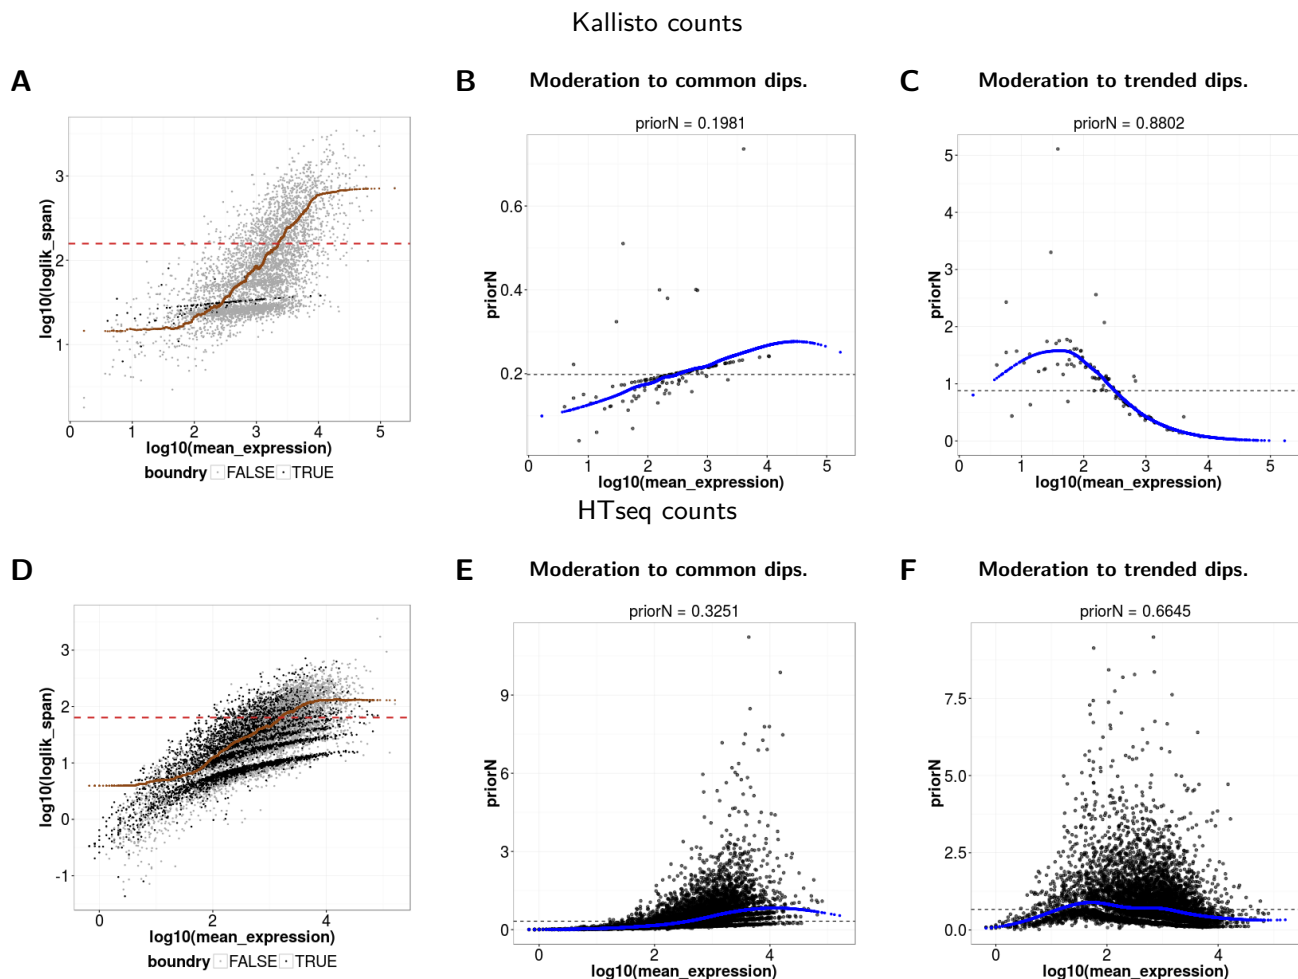 Kallisto counts
A
B
Moderation to common dips.
C
Moderation to trended dips.
priorN = 0.1981
priorN = 0.8802
log10(loglik_span)
3
2
1
0
1
2
3
4
5
log10(mean_expression)
boundry FALSE TRUE
priorN
0.6
0.4
0.2
0
1
2
3
4
5
log10(mean_expression)
priorN
5
4
3
2
1
0
0
1
2
3
4
5
log10(mean_expression)
HTseq counts
D
E
Moderation to common dips.
F
Moderation to trended dips.
priorN = 0.3251
priorN = 0.6645
log10(loglik_span)
3
2
1
0
-1
0
2
4
log10(mean_expression)
boundry FALSE TRUE
priorN
9
6
3
0
0
2
4
log10(mean_expression)
priorN
7.5
5.0
2.5
0.0
0
2
4
log10(mean_expression)